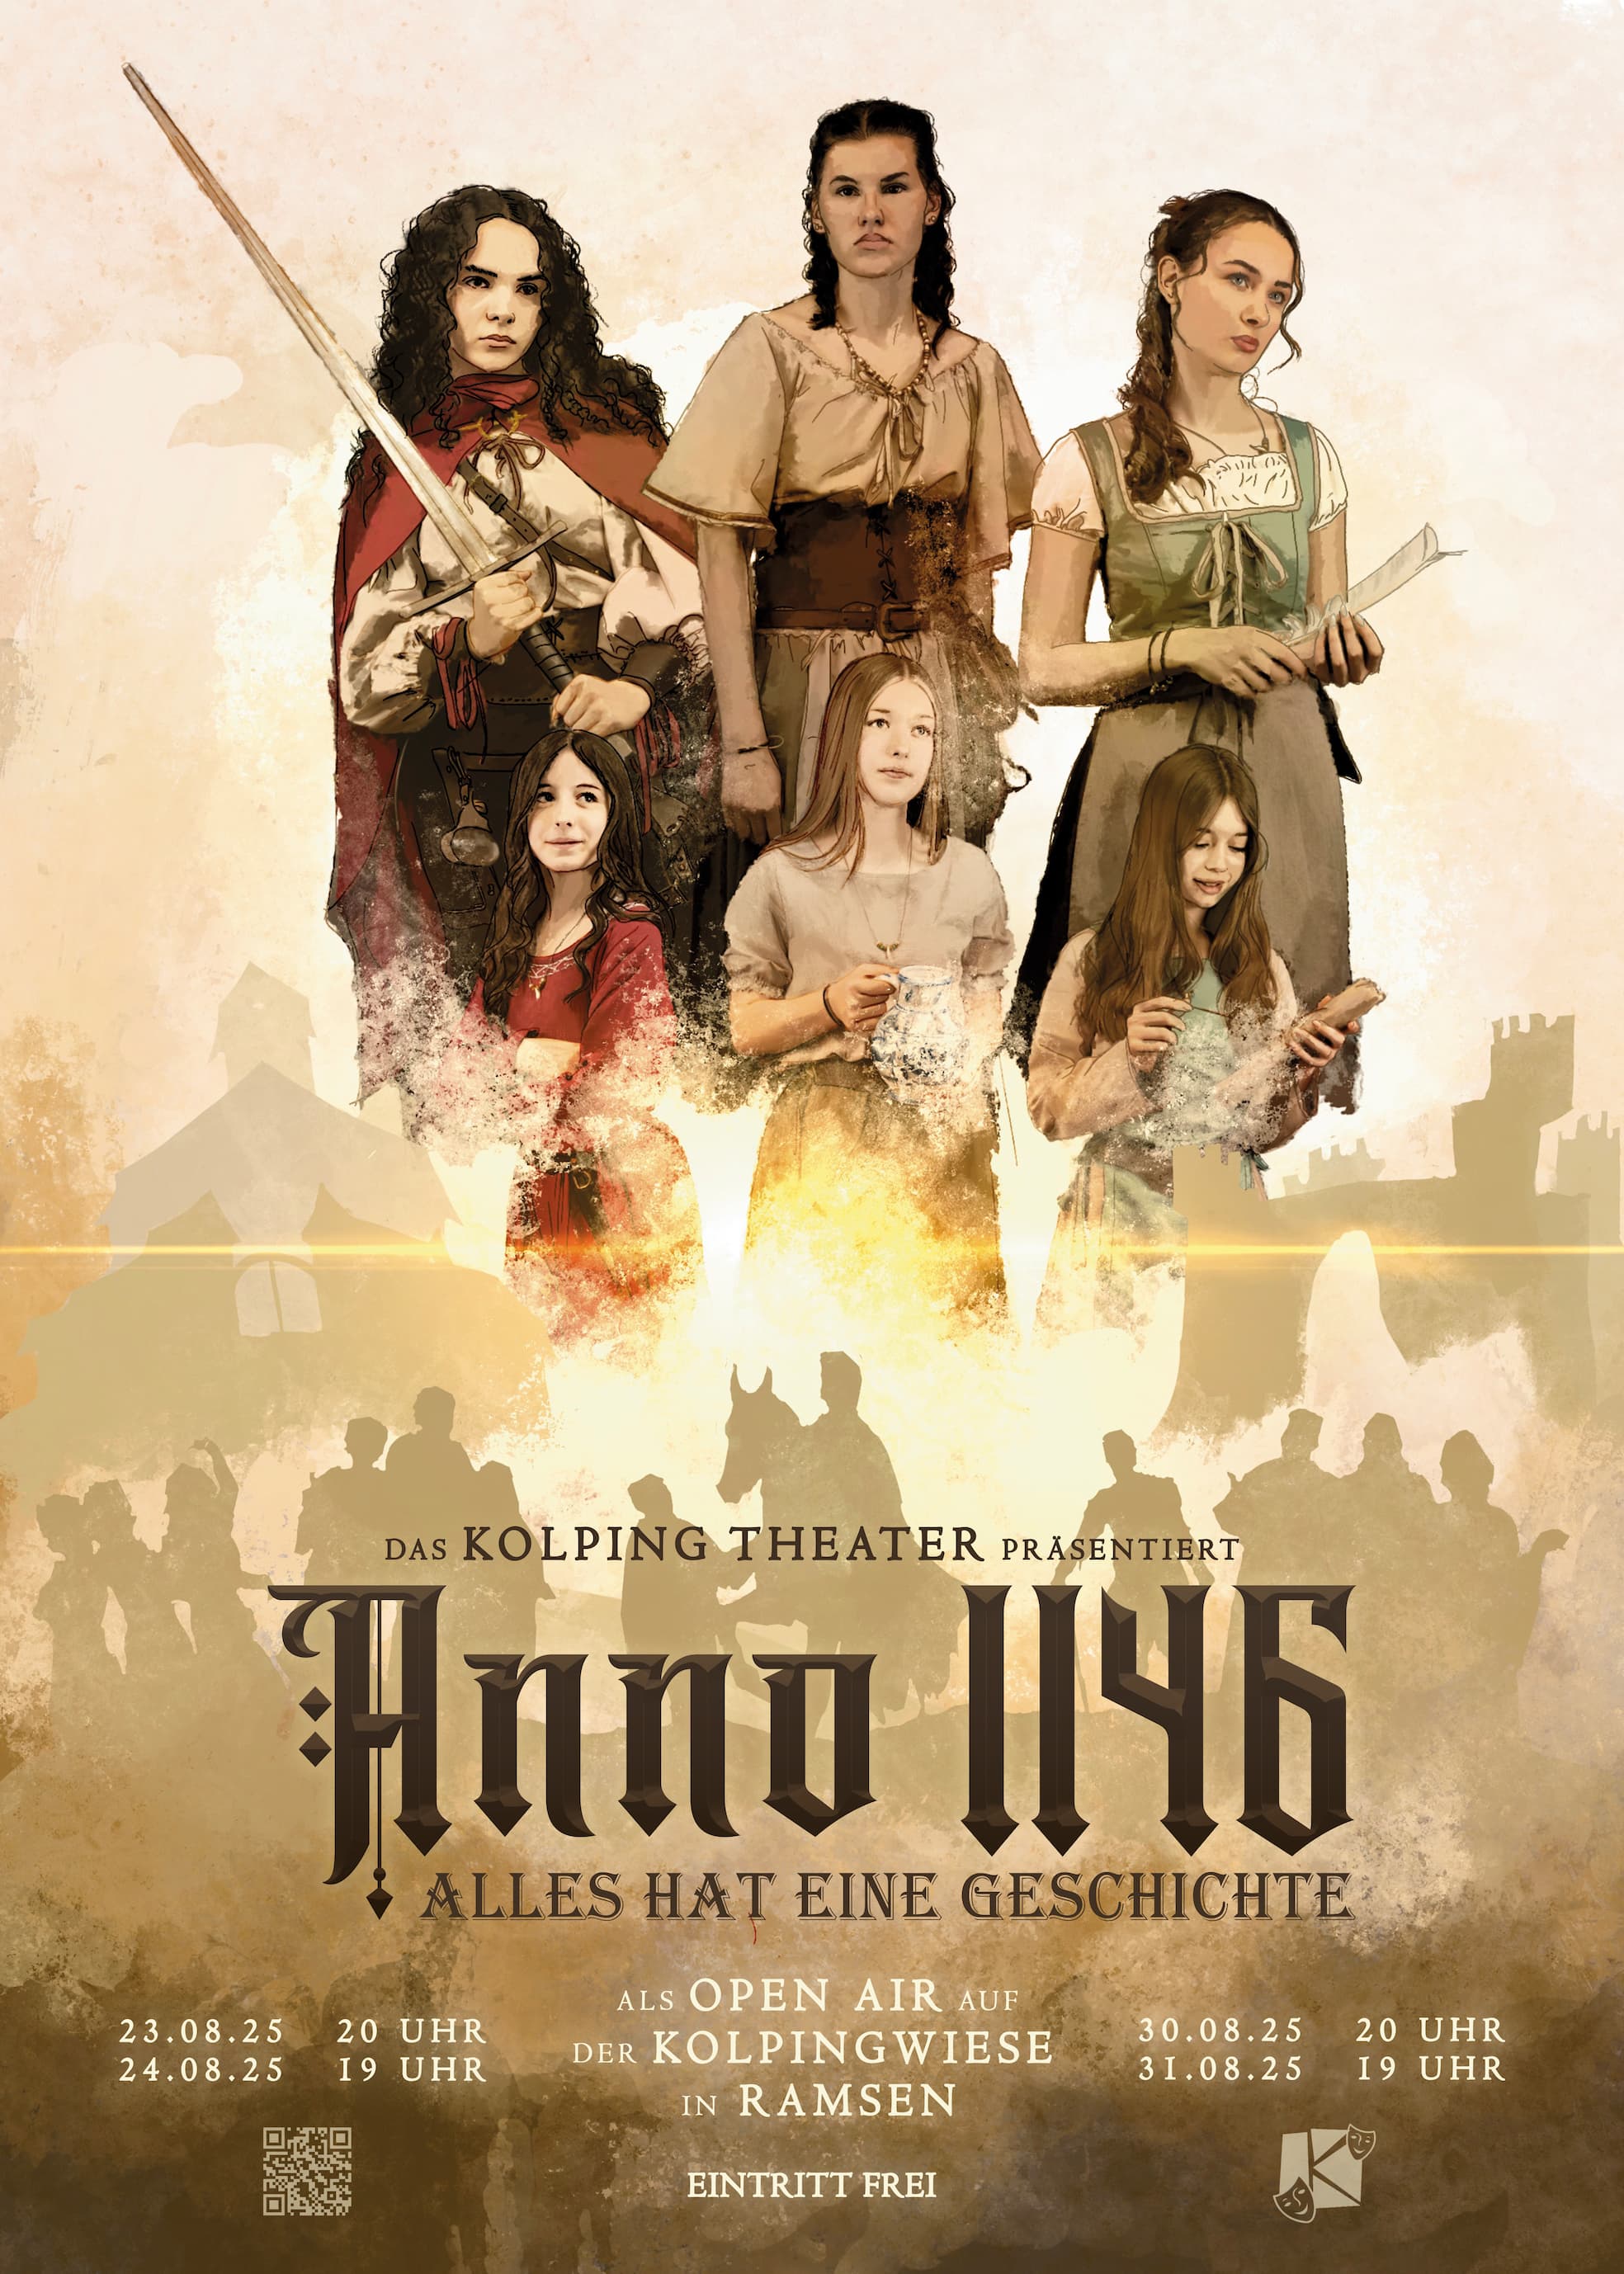 DAS KOLPING THEATER PRÄSENTIERT
Anno 1146
ALLES HAT EINE GESCHICHTE
ALS OPEN AIR AUF
DER KOLPINGWIESE
IN RAMSEN
23.08.25 20 UHR
24.08.25 19 UHR
30.08.25 20 UHR
31.08.25 19 UHR
EINTRITT FREI
K